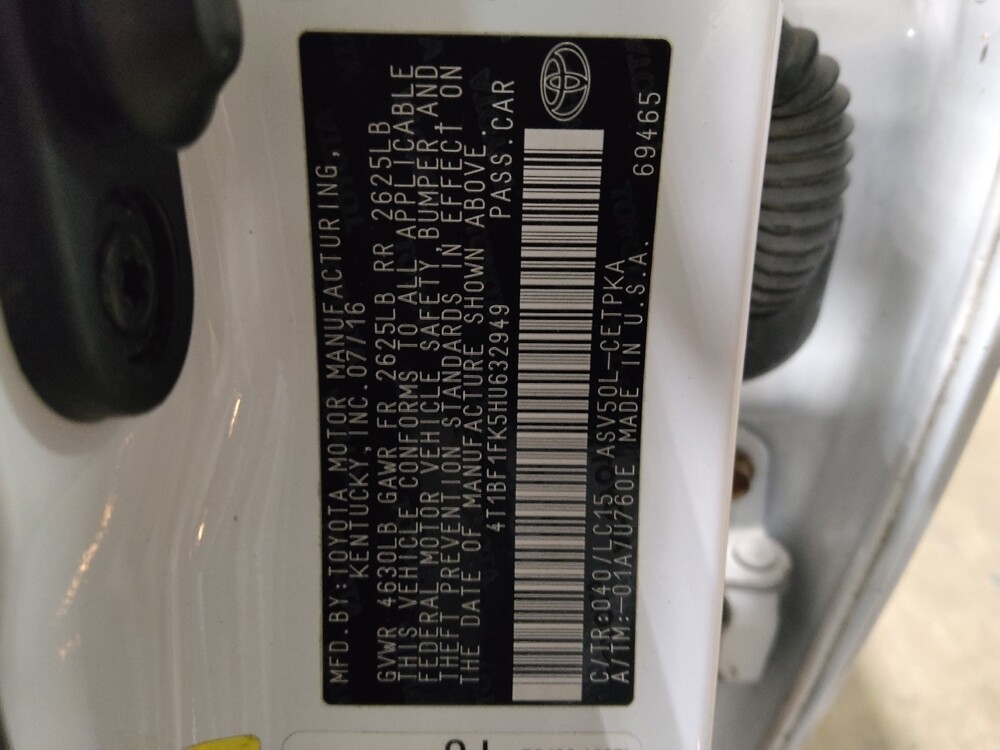 MFD.BY:TOYOTA MOTOR MANUFACTURING,
KENTUCKY, INC. 07/16
GVWR 4630LB GAWR FR 2625LB RR 2625LB
THIS VEHICLE CONFORMS TO ALL APPLICABLE
FEDERAL MOTOR VEHICLE SAFETY,BUMPER AND
THEFT PREVENTION STANDARDS IN EFFECT ON
THE DATE OF MANUFACTURE SHOWN ABOVE.
4T1BF1FK5HU632949 PASS.CAR
C/TR:040/LC15 ASV50L-CETPKA
A/TM:-01A/U760E MADE IN U.S.A. 69465